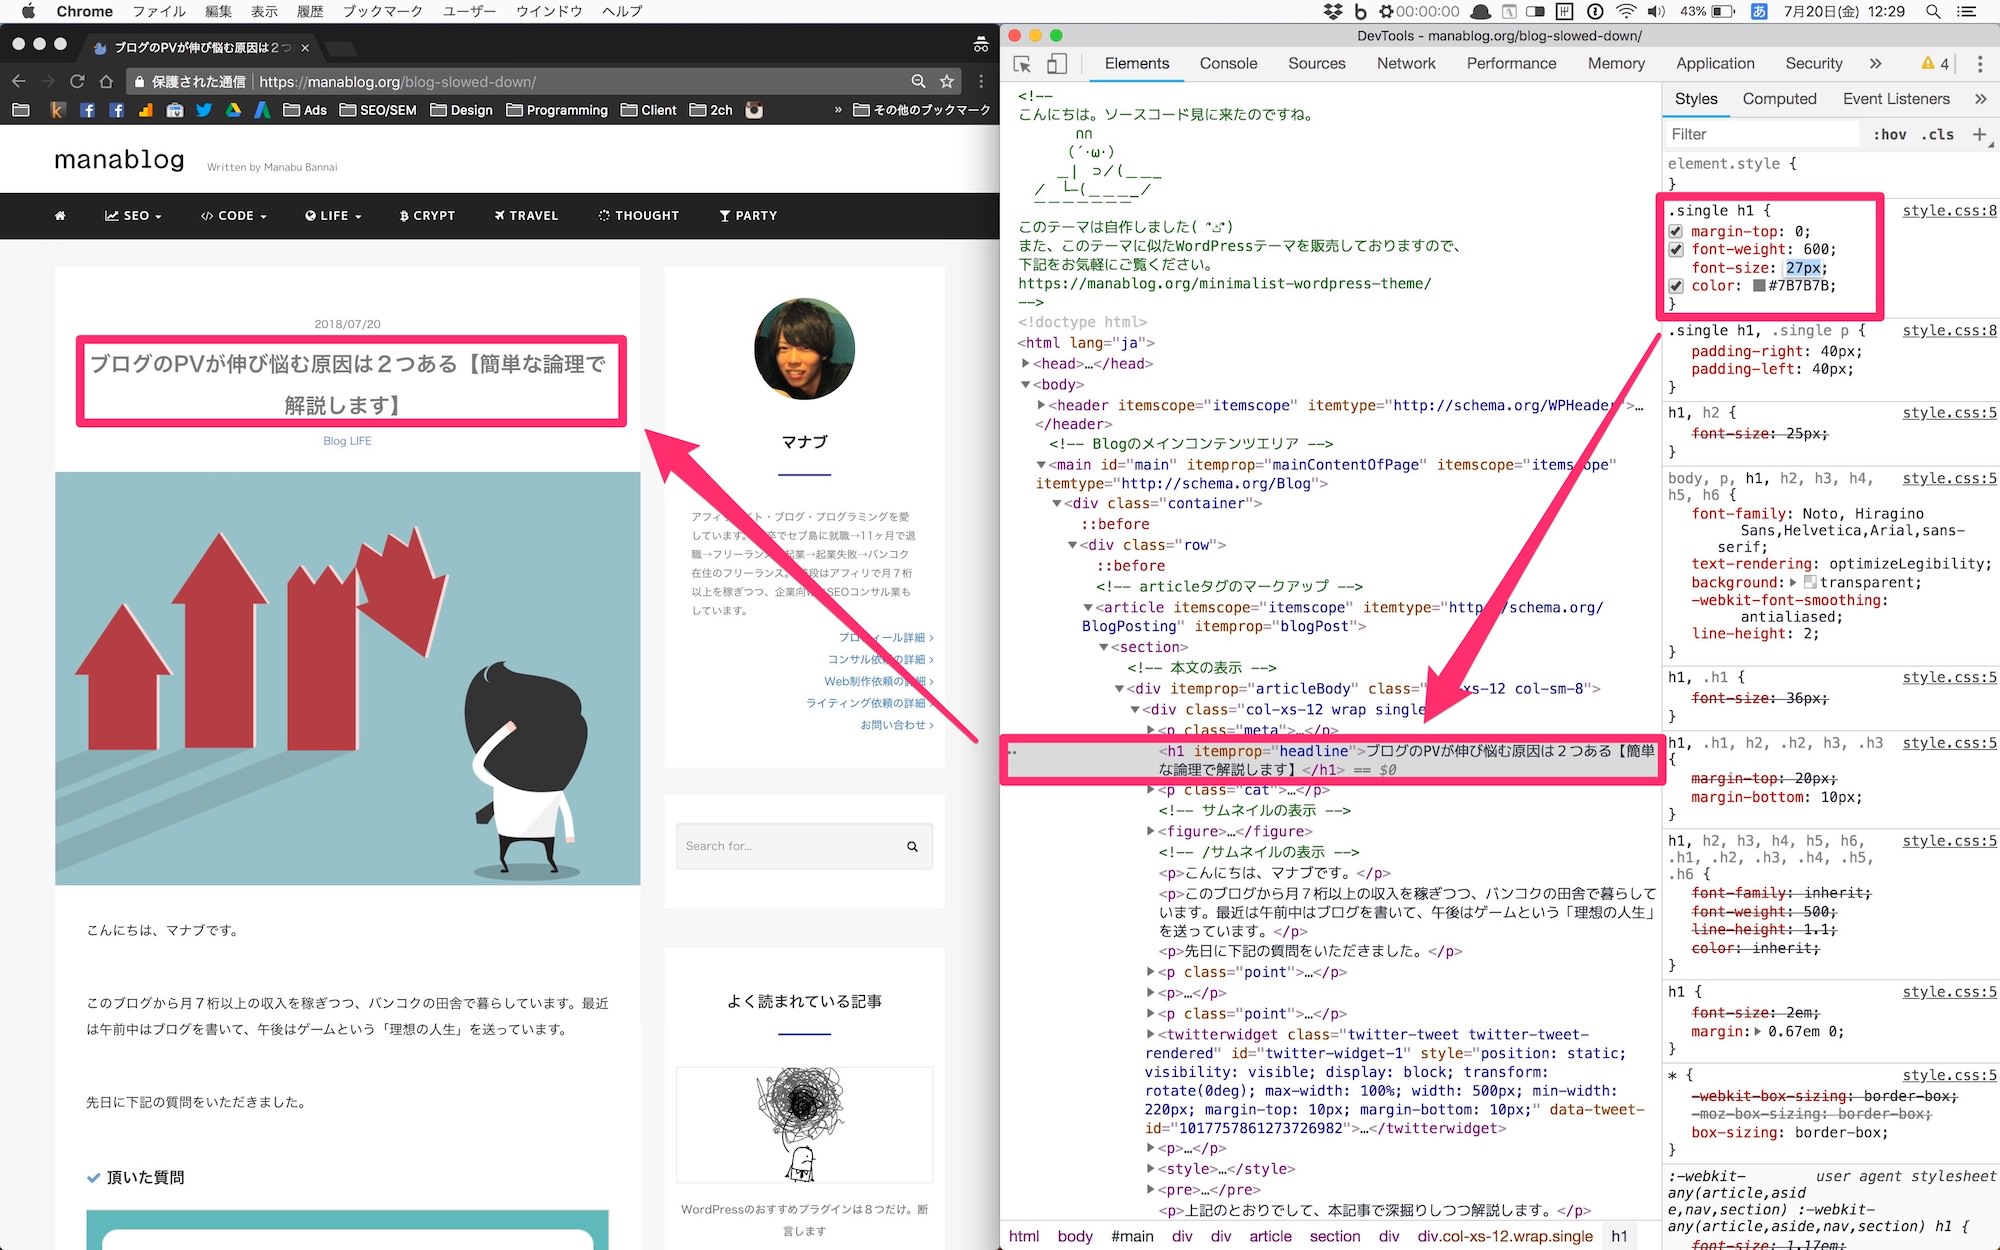 Chrome ファイル 編集 表示 履歴 ブックマーク ユーザー ウインドウ ヘルプ
00:00:00 43% あ 7月20日(金) 12:29
ブログのPVが伸び悩む原因は２つ
保護された通信 https://manablog.org/blog-slowed-down/
Ads SEO/SEM Design Programming Client 2ch » その他のブックマーク
manablog Written by Manabu Bannai
SEO CODE LIFE CRYPT TRAVEL THOUGHT PARTY
2018/07/20
ブログのPVが伸び悩む原因は２つある【簡単な論理で
解説します】
Blog LIFE
こんにちは、マナブです。
このブログから月７桁以上の収入を稼ぎつつ、バンコクの田舎で暮らしています。最近
は午前中はブログを書いて、午後はゲームという「理想の人生」を送っています。
先日に下記の質問をいただきました。
頂いた質問
マナブ
ト・ブログ・プログラミングを愛
しています。 卒でセブ島に就職→11ヶ月で退
職→フリーラン 起業→起業失敗→バンコク
在住のフリーランス。 段はアフィリで月７桁
以上を稼ぎつつ、企業向 SEOコンサル業も
しています。
プロ ィール詳細 ›
コンサル依 の詳細 ›
Web制作依頼の 細 ›
ライティング依頼の詳細
お問い合わせ ›
Search for...
よく読まれている記事
WordPressのおすすめプラグインは８つだけ。断
言します
DevTools - manablog.org/blog-slowed-down/
Elements Console Sources Network Performance Memory Application Security » 4
<!--
こんにちは。ソースコード見に来たのですね。
このテーマは自作しました
また、このテーマに似たWordPressテーマを販売しておりますので、
下記をお気軽にご覧ください。
https://manablog.org/minimalist-wordpress-theme/
-->
<!doctype html>
<html lang="ja">
<head>…</head>
<body>
<header itemscope="itemscope" itemtype="http://schema.org/WPHeader">…
</header>
<!-- Blogのメインコンテンツエリア -->
<main id="main" itemprop="mainContentOfPage" itemscope="itemscope"
itemtype="http://schema.org/Blog">
<div class="container">
::before
<div class="row">
::before
<!-- articleタグのマークアップ -->
<article itemscope="itemscope" itemtype="http://schema.org/
BlogPosting" itemprop="blogPost">
<section>
<!-- 本文の表示 -->
<div itemprop="articleBody" class=" xs-12 col-sm-8">
<div class="col-xs-12 wrap single
<p class="meta">…</p>
<h1 itemprop="headline">ブログのPVが伸び悩む原因は２つある【簡単
な論理で解説します】</h1> == $0
<p class="cat">…</p>
<!-- サムネイルの表示 -->
<figure>…</figure>
<!-- /サムネイルの表示 -->
<p>こんにちは、マナブです。</p>
<p>このブログから月７桁以上の収入を稼ぎつつ、バンコクの田舎で暮らして
います。最近は午前中はブログを書いて、午後はゲームという「理想の人生」
を送っています。</p>
<p>先日に下記の質問をいただきました。</p>
<p class="point">…</p>
<p>…</p>
<p class="point">…</p>
<twitterwidget class="twitter-tweet twitter-tweet-
rendered" id="twitter-widget-1" style="position: static;
visibility: visible; display: block; transform:
rotate(0deg); max-width: 100%; width: 500px; min-width:
220px; margin-top: 10px; margin-bottom: 10px;" data-tweet-
id="1017757861273726982">…</twitterwidget>
<p>…</p>
<style>…</style>
<pre>…</pre>
<p>上記のとおりでして、本記事で深掘りしつつ解説します。</p>
html body #main div div article section div div.col-xs-12.wrap.single h1
Styles Computed Event Listeners »
Filter :hov .cls +
element.style {
}
.single h1 { style.css:8
margin-top: 0;
font-weight: 600;
font-size: 27px;
color: #7B7B7B;
}
.single h1, .single p { style.css:8
padding-right: 40px;
padding-left: 40px;
}
h1, h2 { style.css:5
font-size: 25px;
}
body, p, h1, h2, h3, h4, style.css:5
h5, h6 {
font-family: Noto, Hiragino
Sans,Helvetica,Arial,sans-
serif;
text-rendering: optimizeLegibility;
background: transparent;
-webkit-font-smoothing:
antialiased;
line-height: 2;
}
h1, .h1 { style.css:5
font-size: 36px;
}
h1, .h1, h2, .h2, h3, .h3 style.css:5
{
margin-top: 20px;
margin-bottom: 10px;
}
h1, h2, h3, h4, h5, h6, style.css:5
.h1, .h2, .h3, .h4, .h5,
.h6 {
font-family: inherit;
font-weight: 500;
line-height: 1.1;
color: inherit;
}
h1 { style.css:5
font-size: 2em;
margin: 0.67em 0;
}
* { style.css:5
-webkit-box-sizing: border-box;
-moz-box-sizing: border-box;
box-sizing: border-box;
}
:-webkit- user agent stylesheet
any(article,asid
e,nav,section) :-webkit-
any(article,aside,nav,section) h1 {
font-size: 1.17em;